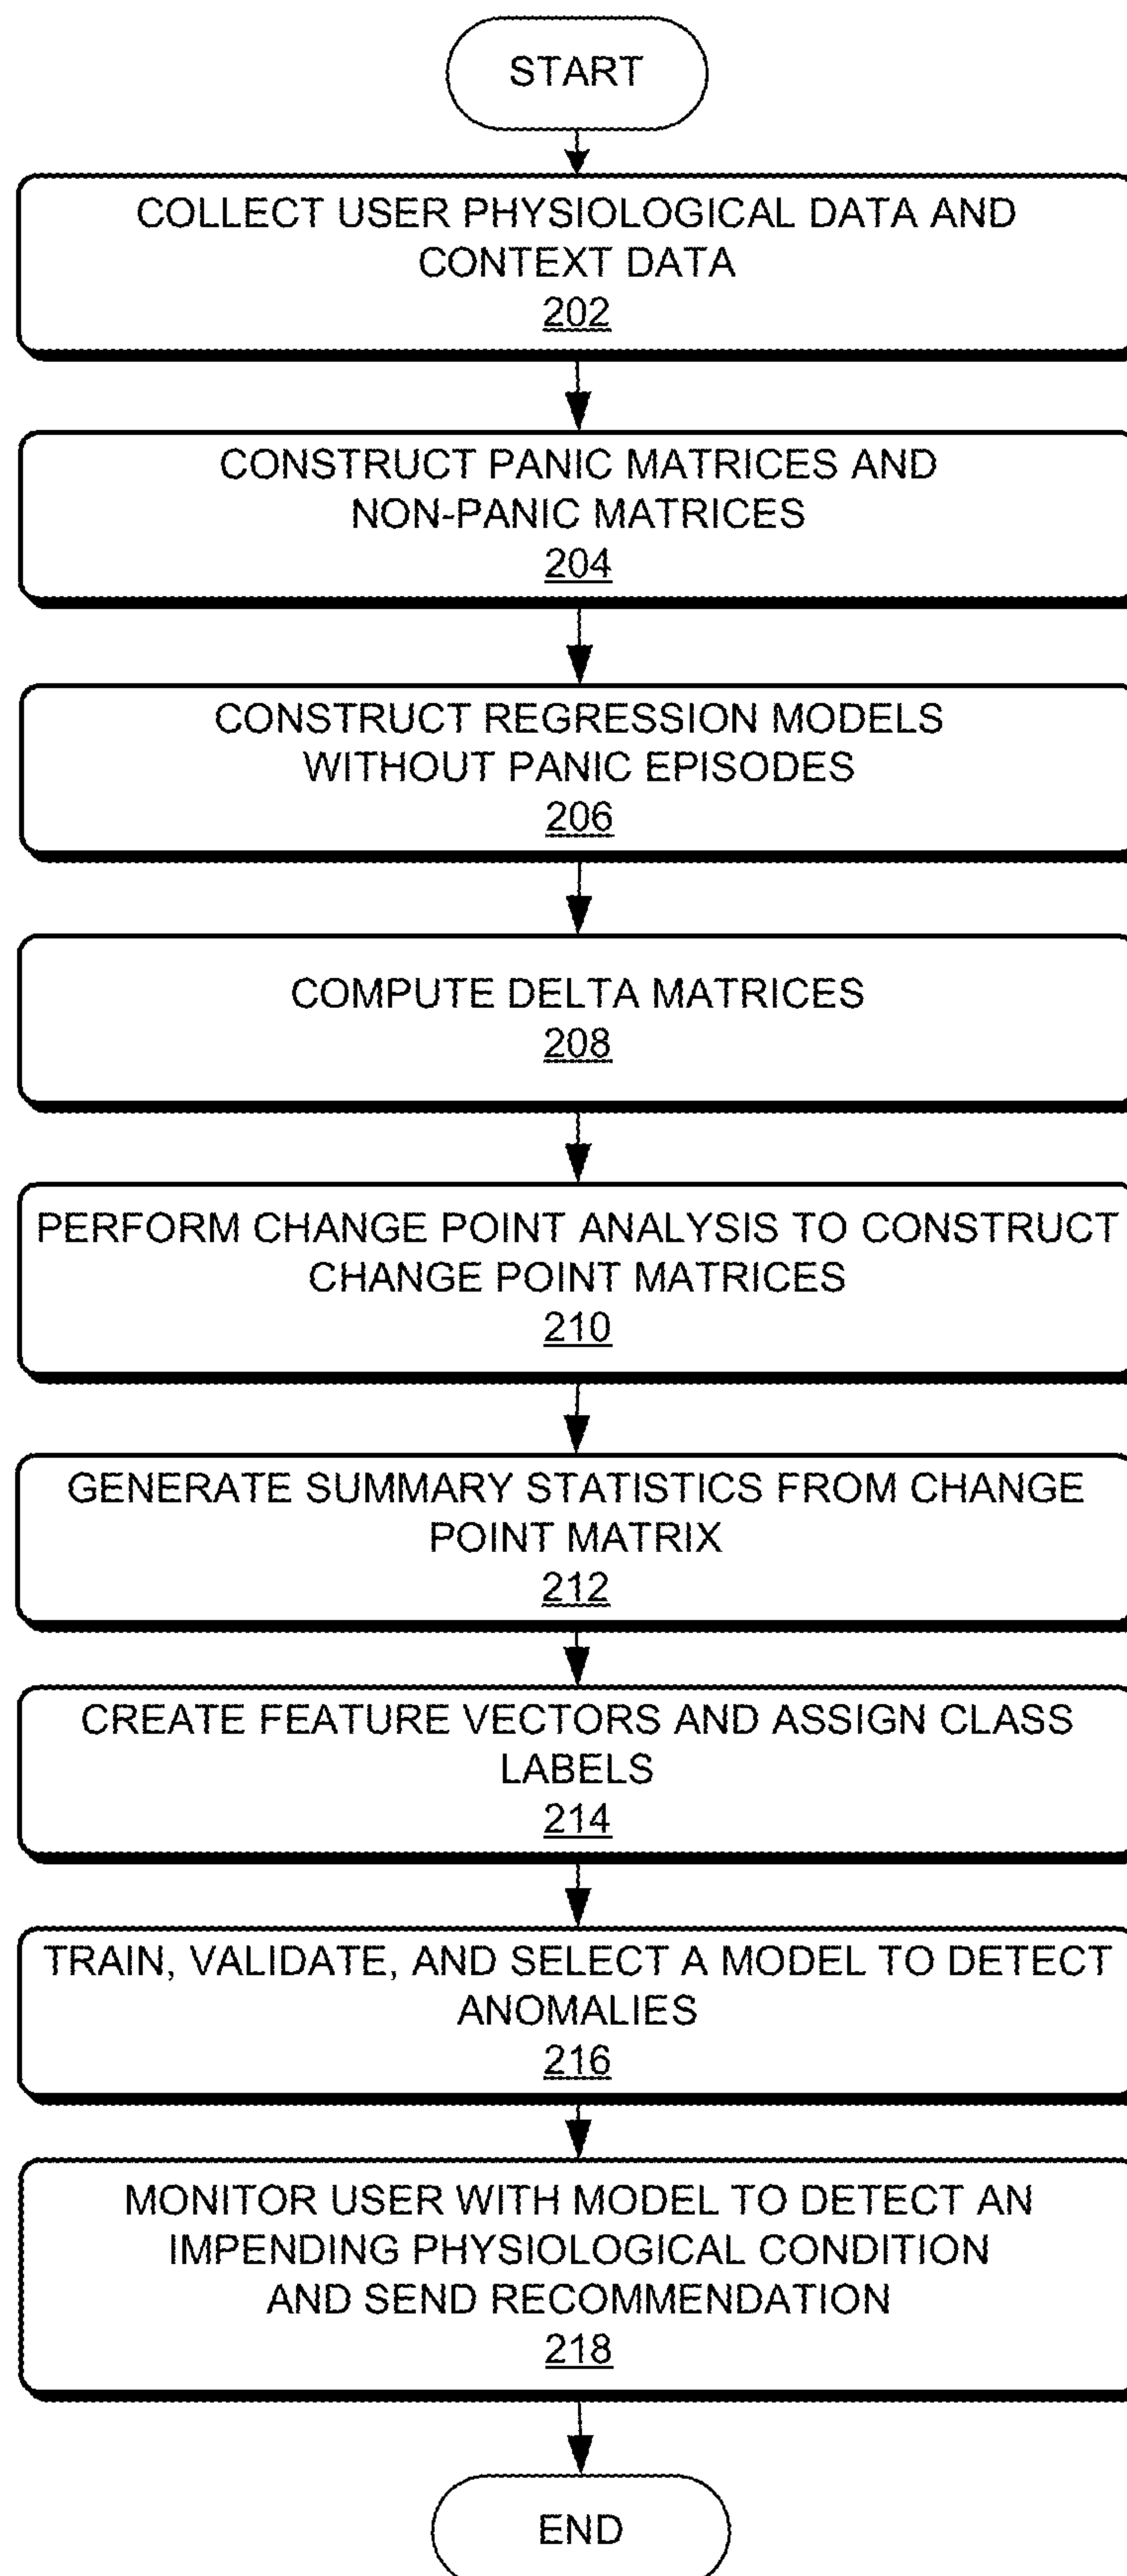 START
COLLECT USER PHYSIOLOGICAL DATA AND
CONTEXT DATA
202
CONSTRUCT PANIC MATRICES AND
NON-PANIC MATRICES
204
CONSTRUCT REGRESSION MODELS
WITHOUT PANIC EPISODES
206
COMPUTE DELTA MATRICES
208
PERFORM CHANGE POINT ANALYSIS TO CONSTRUCT
CHANGE POINT MATRICES
210
GENERATE SUMMARY STATISTICS FROM CHANGE
POINT MATRIX
212
CREATE FEATURE VECTORS AND ASSIGN CLASS
LABELS
214
TRAIN, VALIDATE, AND SELECT A MODEL TO DETECT
ANOMALIES
216
MONITOR USER WITH MODEL TO DETECT AN
IMPENDING PHYSIOLOGICAL CONDITION
AND SEND RECOMMENDATION
218
END